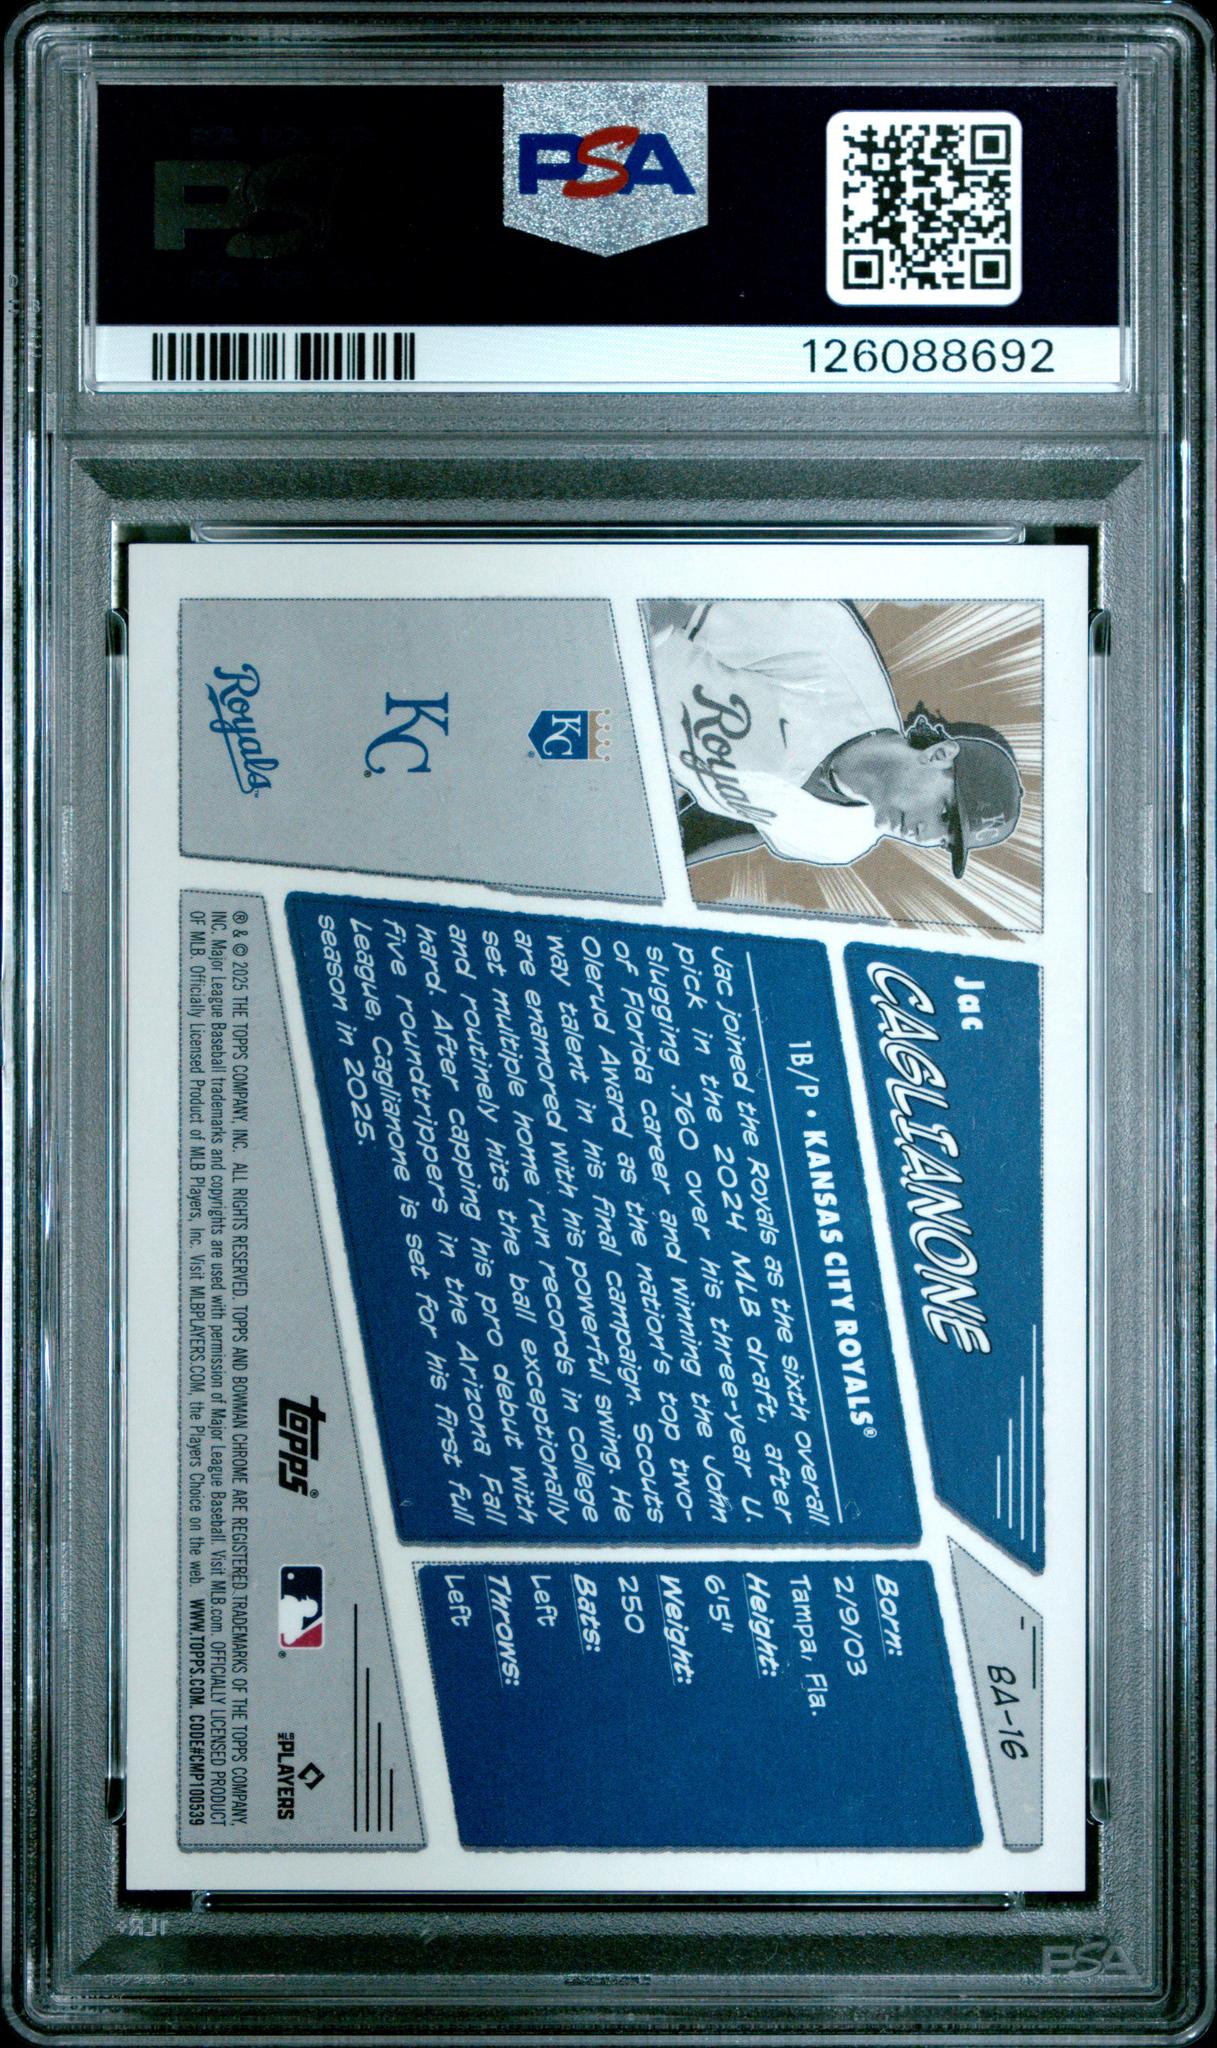 PSA
126088692
Royals
KC
Jac
CAGLIANONE
BA-16
1B/P • KANSAS CITY ROYALS®
Jac joined the Royals as the sixth overall
pick in the 2024 MLB draft, after
slugging .760 over his three-year U.
of Florida career and winning the John
Olerud Award as the nation's top two-
way talent in his final campaign. Scouts
are enamored with his powerful swing. He
set multiple home run records in college
and routinely hits the ball exceptionally
hard. After capping his pro debut with
five roundtrippers in the Arizona Fall
League, Caglianone is set for his first full
season in 2025.
Born:
2/9/03
Tampa, Fla.
Height:
6'5"
Weight:
250
Bats:
Left
Throws:
Left
KC®
KC®
Royals™
topps®
®
MLB PLAYERS
® & © 2025 THE TOPPS COMPANY, INC. ALL RIGHTS RESERVED. TOPPS AND BOWMAN CHROME ARE REGISTERED TRADEMARKS OF THE TOPPS COMPANY,
INC. Major League Baseball trademarks and copyrights are used with permission of Major League Baseball. Visit MLB.com. OFFICIALLY LICENSED PRODUCT
OF MLB. Officially Licensed Product of MLB Players, Inc. Visit MLBPLAYERS.COM, the Players Choice on the web. WWW.TOPPS.COM. CODE#CMP100539
PSA